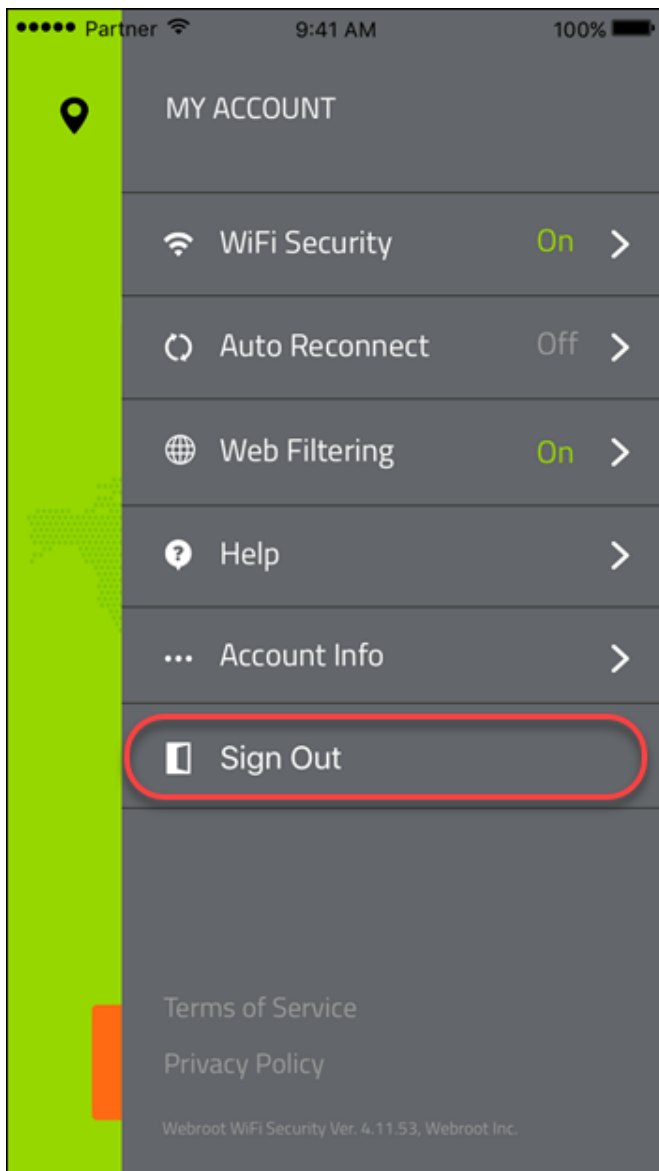 Partner 9:41 AM 100%
MY ACCOUNT
WiFi Security On
Auto Reconnect Off
Web Filtering On
? Help
Account Info
Sign Out
Terms of Service
Privacy Policy
Webroot WiFi Security Ver. 4.11.53, Webroot Inc.